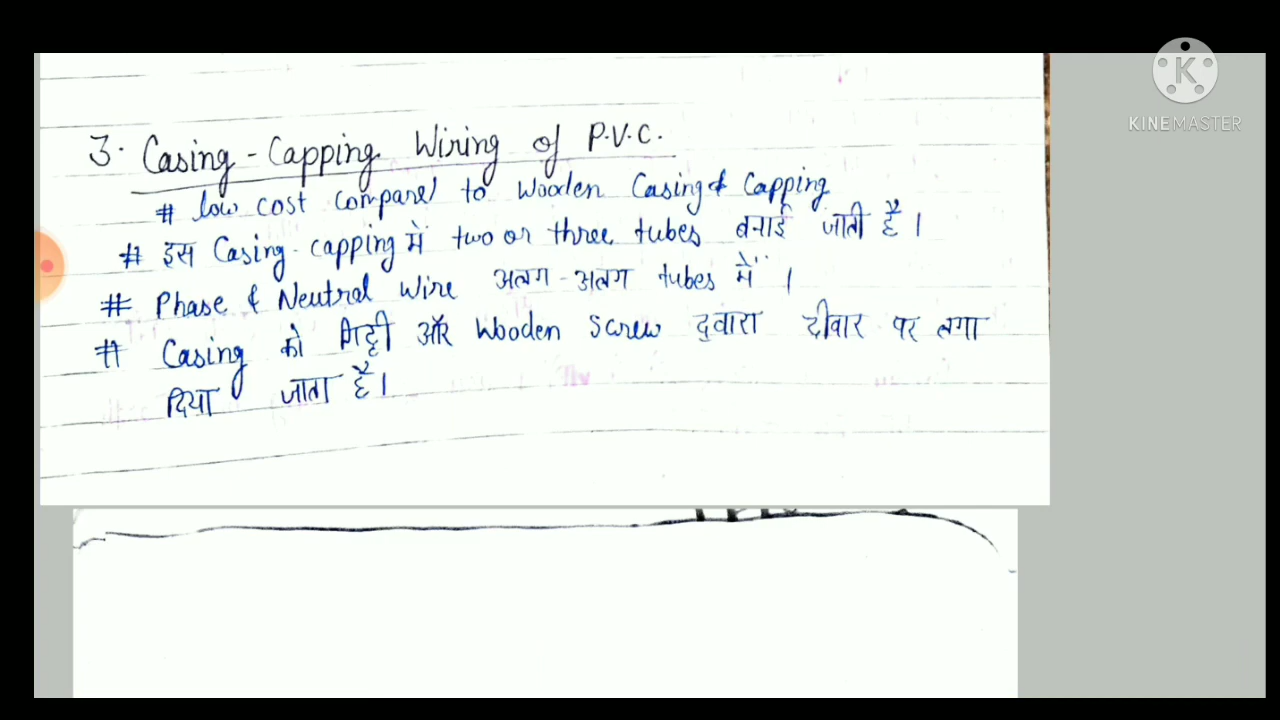 KINEMASTER
3. Casing-Capping Wiring of P.V.C.
# low cost compare to Wooden Casing & Capping
# इस Casing-capping में two or three tubes बनाई जाती है।
# Phase & Neutral wire अलग-अलग tubes में।
# Casing को गिट्टी और Wooden Screw दुवारा दीवार पर लगा
दिया जाता है।